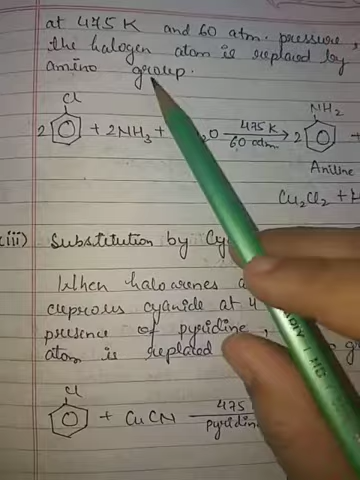 at 475 K and 60 atm. pressure,
the halogen atom is replaced by
amino group.
Cl NH₂
2 + 2NH₃ + 2O 475 K 60 atm → 2 +
Aniline
Cu₂Cl₂ +
iii) Substitution by
When haloarenes
cuprous cyanide at 4
presence of pyridine,
atom is replaced
Cl
+ CuCN 475